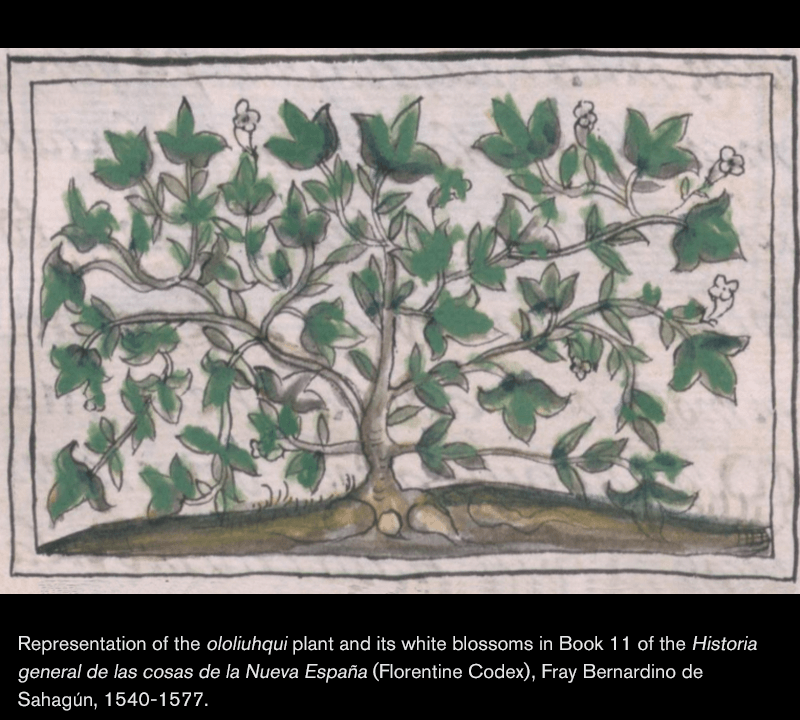 Representation of the ololiuhqui plant and its white blossoms in Book 11 of the Historia
general de las cosas de la Nueva España (Florentine Codex), Fray Bernardino de
Sahagún, 1540-1577.